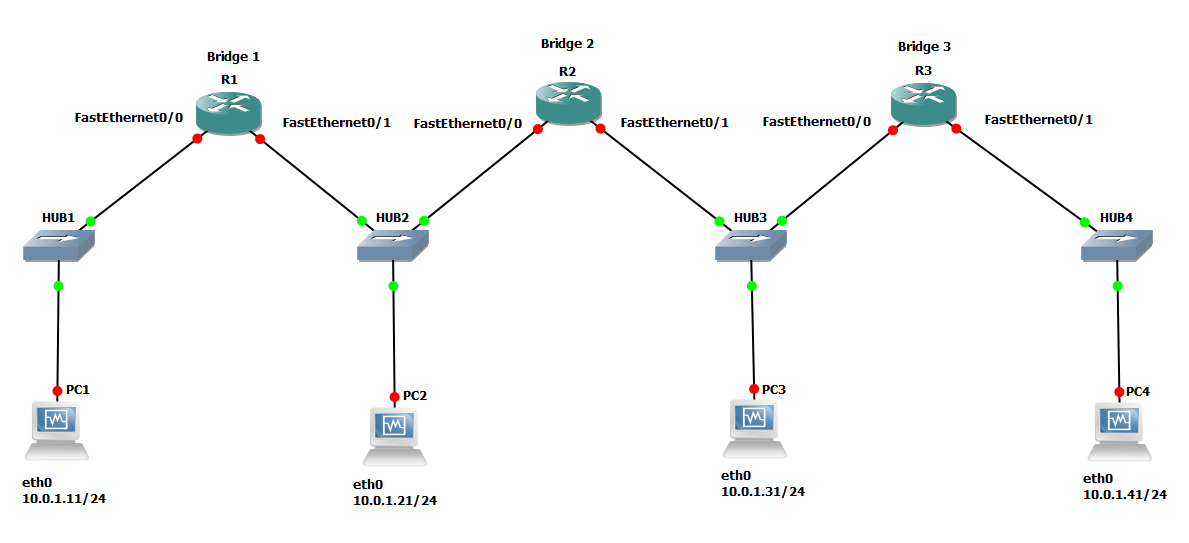 Bridge 1
R1
Bridge 2
R2
Bridge 3
R3
FastEthernet0/0
FastEthernet0/1
FastEthernet0/0
FastEthernet0/1
FastEthernet0/0
FastEthernet0/1
HUB1
HUB2
HUB3
HUB4
PC1
PC2
PC3
PC4
eth0
10.0.1.11/24
eth0
10.0.1.21/24
eth0
10.0.1.31/24
eth0
10.0.1.41/24